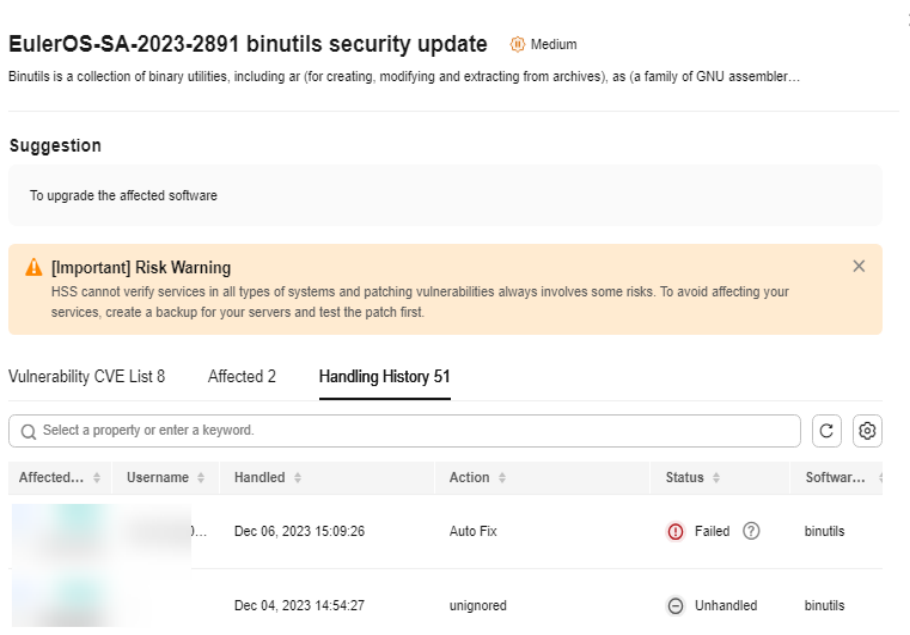 EulerOS-SA-2023-2891 binutils security update Medium
Binutils is a collection of binary utilities, including ar (for creating, modifying and extracting from archives), as (a family of GNU assembler...
Suggestion
To upgrade the affected software
[Important] Risk Warning
HSS cannot verify services in all types of systems and patching vulnerabilities always involves some risks. To avoid affecting your
services, create a backup for your servers and test the patch first.
Vulnerability CVE List 8 Affected 2 Handling History 51
Select a property or enter a keyword.
Affected... Username Handled Action Status Softwar...
Dec 06, 2023 15:09:26 Auto Fix Failed binutils
Dec 04, 2023 14:54:27 unignored Unhandled binutils